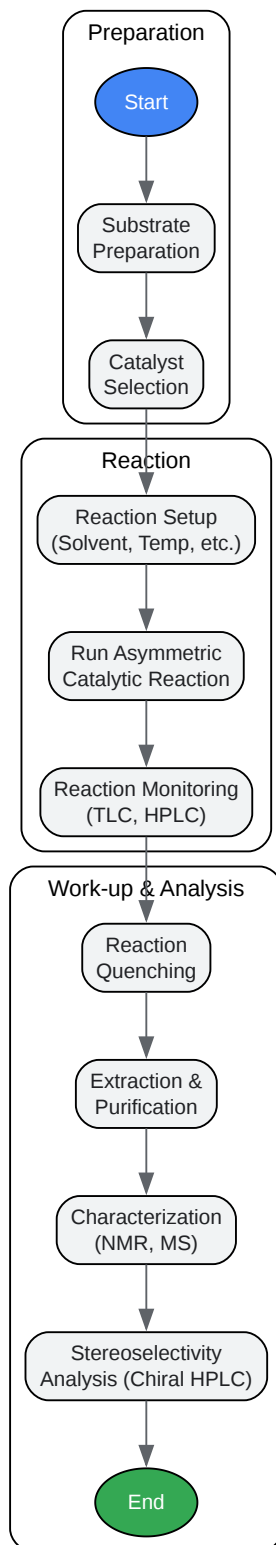 Preparation
Start
Substrate
Preparation
Catalyst
Selection
Reaction
Reaction Setup
(Solvent, Temp, etc.)
Run Asymmetric
Catalytic Reaction
Reaction Monitoring
(TLC, HPLC)
Work-up & Analysis
Reaction
Quenching
Extraction &
Purification
Characterization
(NMR, MS)
Stereoselectivity
Analysis (Chiral HPLC)
End